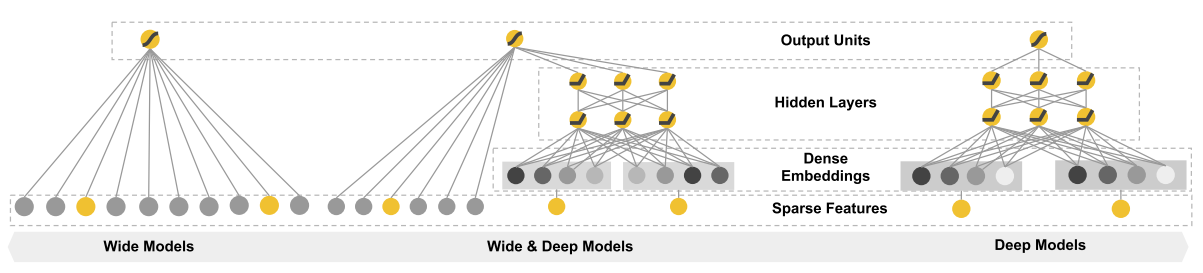 Output Units
Hidden Layers
Dense
Embeddings
Sparse Features
Wide Models
Wide & Deep Models
Deep Models